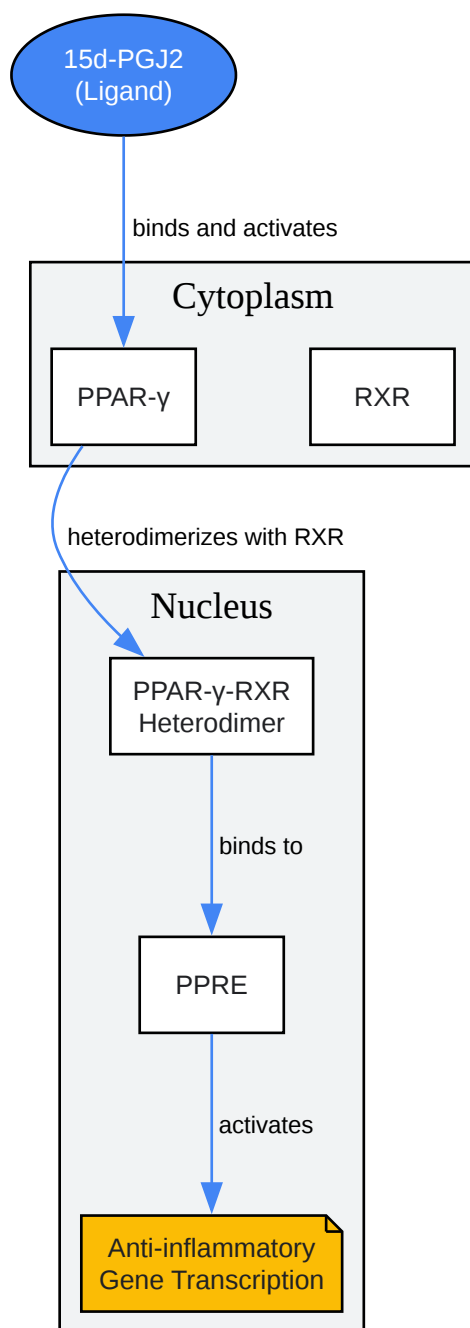 15d-PGJ2
(Ligand)
binds and activates
Cytoplasm
PPAR-γ
RXR
heterodimerizes with RXR
Nucleus
PPAR-γ-RXR
Heterodimer
binds to
PPRE
activates
Anti-inflammatory
Gene Transcription